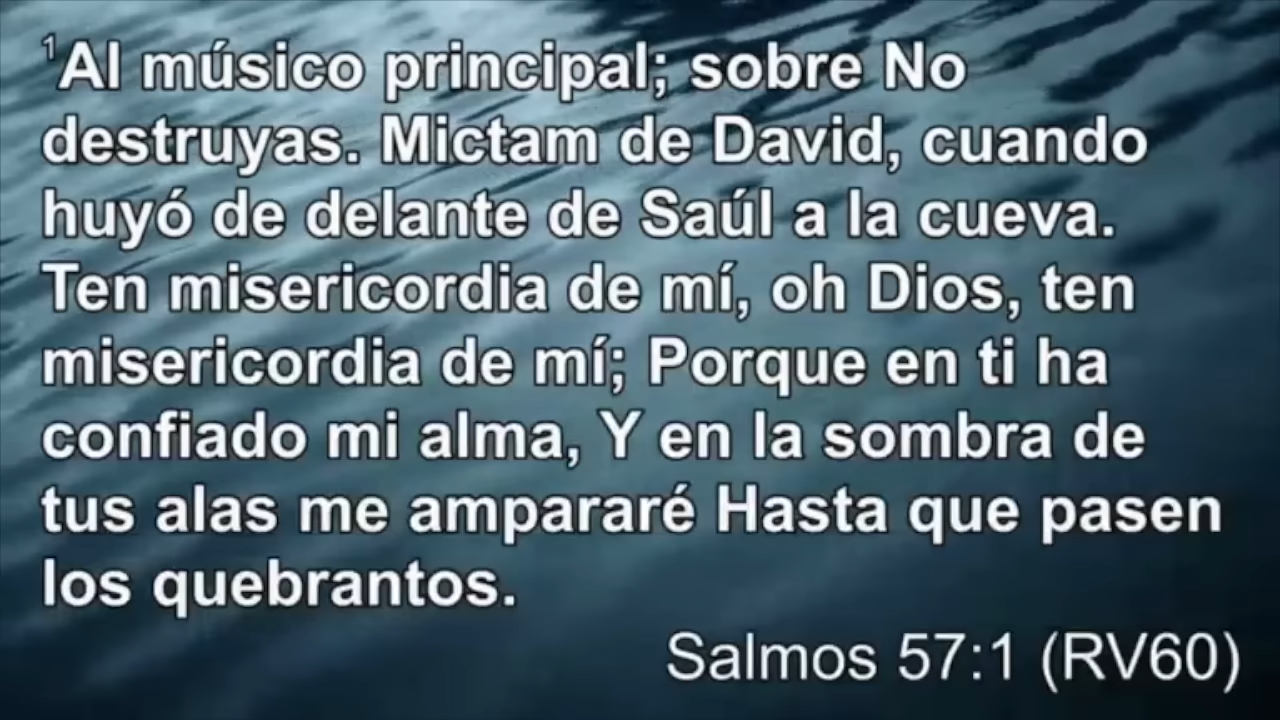 ¹Al músico principal; sobre No
destruyas. Mictam de David, cuando
huyó de delante de Saúl a la cueva.
Ten misericordia de mí, oh Dios, ten
misericordia de mí; Porque en ti ha
confiado mi alma, Y en la sombra de
tus alas me ampararé Hasta que pasen
los quebrantos.
Salmos 57:1 (RV60)